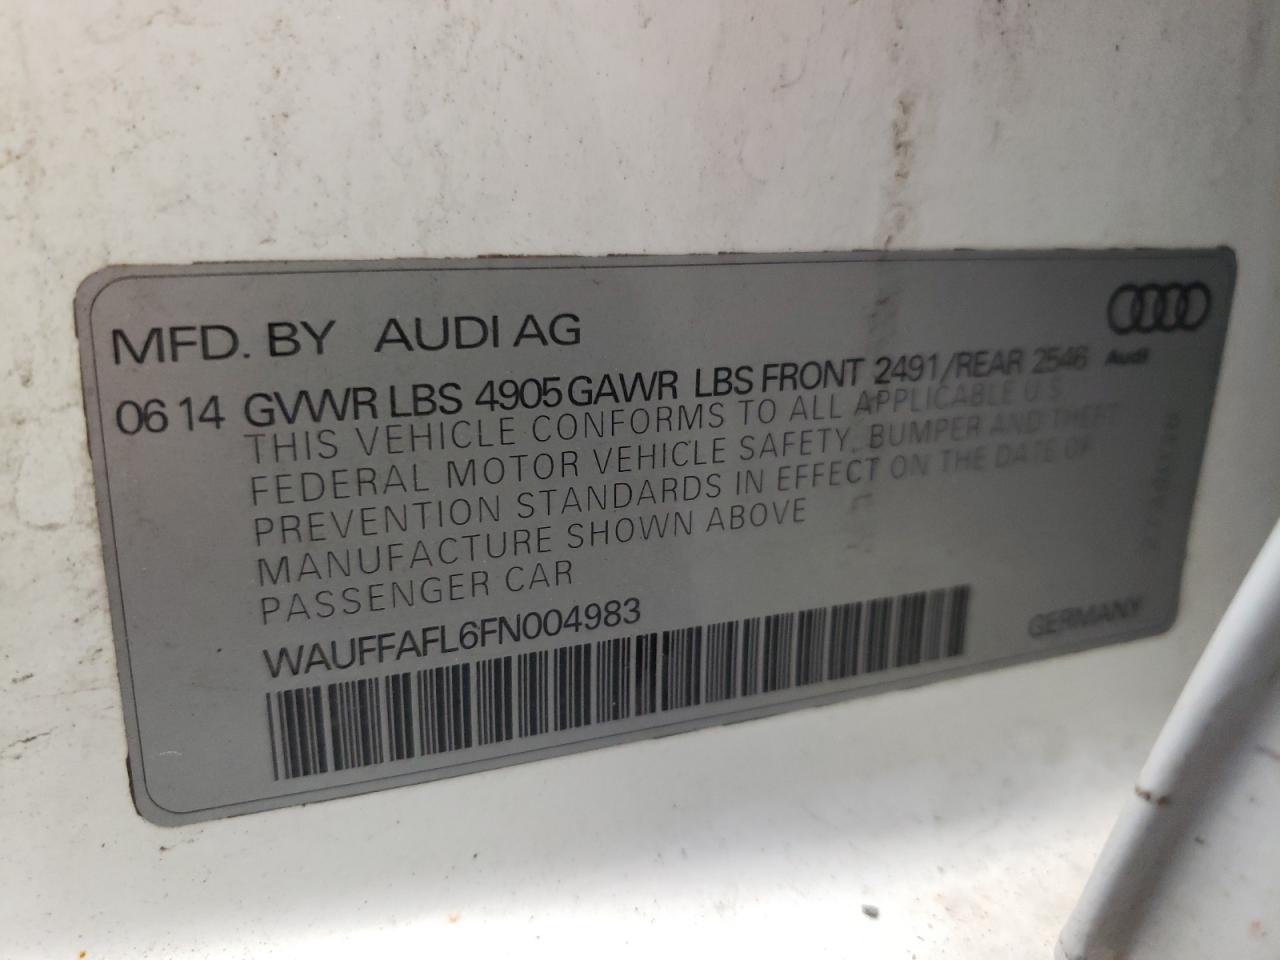 MFD. BY AUDI AG
Audi
06 14 GVWR LBS 4905 GAWR LBS FRONT 2491/REAR 2546
THIS VEHICLE CONFORMS TO ALL APPLICABLE U.S.
FEDERAL MOTOR VEHICLE SAFETY, BUMPER AND THEFT
PREVENTION STANDARDS IN EFFECT ON THE DATE OF
MANUFACTURE SHOWN ABOVE
PASSENGER CAR
WAUFFAFL6FN004983
GERMANY